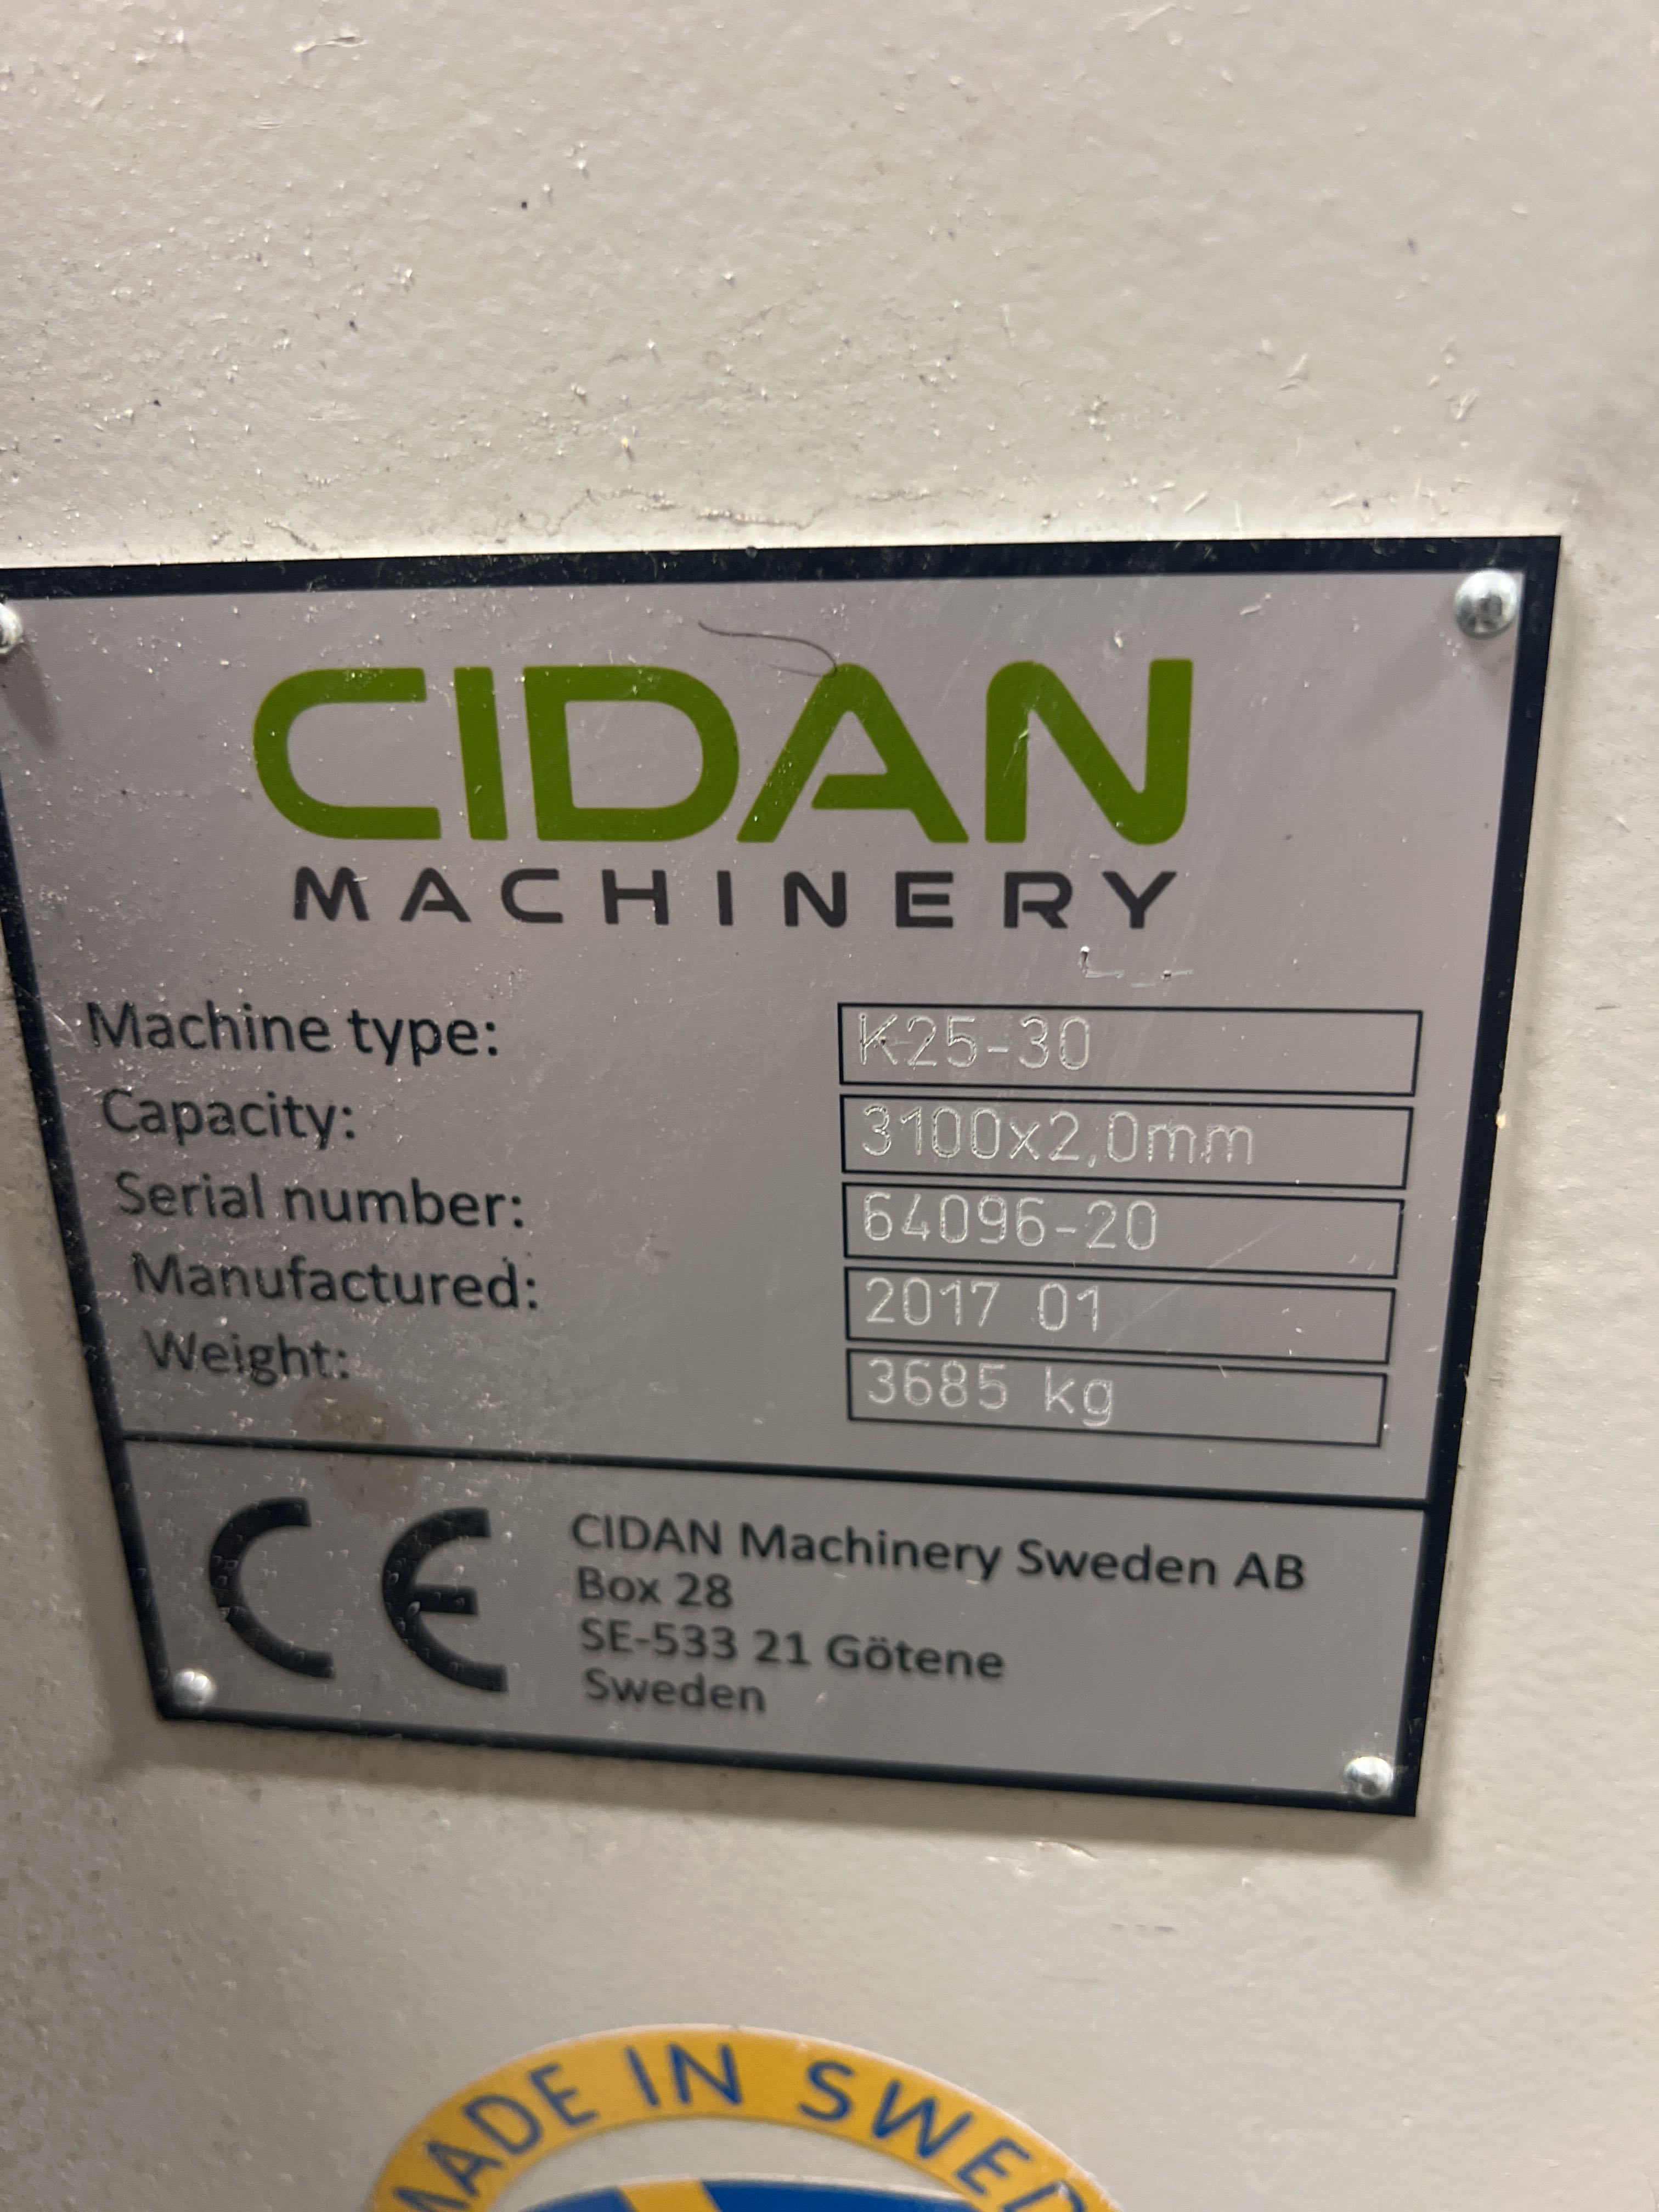 CIDAN
MACHINERY
Machine type: K25-30
Capacity: 3100x2,0mm
Serial number: 64096-20
Manufactured: 2017 01
Weight: 3685 kg
CE
CIDAN Machinery Sweden AB
Box 28
SE-533 21 Götene
Sweden
MADE IN SWED